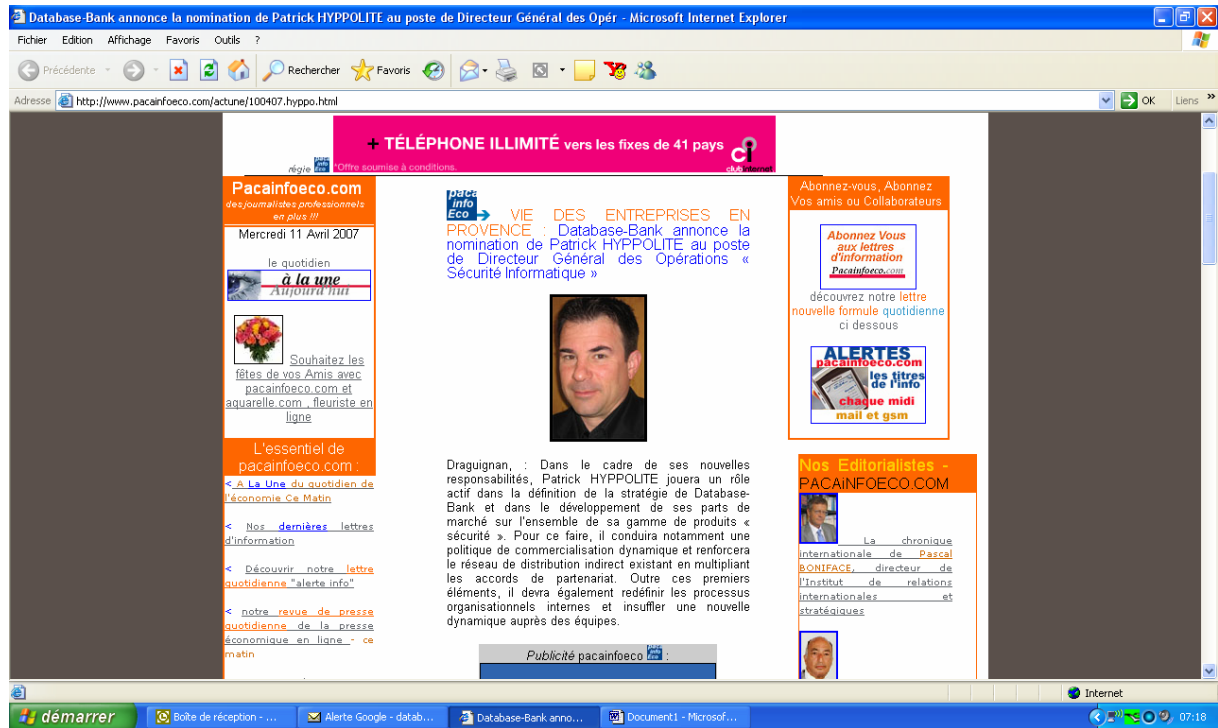 Database-Bank annonce la nomination de Patrick HYPPOLITE au poste de Directeur Général des Opér - Microsoft Internet Explorer
Fichier Edition Affichage Favoris Outils ?
Précédente Rechercher Favoris
Adresse http://www.pacainfoeco.com/actune/100407.hyppo.html OK Liens »
+ TÉLÉPHONE ILLIMITÉ vers les fixes de 41 pays
ci
club internet
régie paca info Eco *Offre soumise à conditions.
Pacainfoeco.com
des journalistes professionnels
en plus !!!
Mercredi 11 Avril 2007
le quotidien
à la une
Aujourd'hui
Souhaitez les
fêtes de vos Amis avec
pacainfoeco.com et
aquarelle.com , fleuriste en
ligne
L'essentiel de
pacainfoeco.com :
< A La Une du quotidien de
l'économie Ce Matin
< Nos dernières lettres
d'information
< Découvrir notre lettre
quotidienne "alerte info"
< notre revue de presse
quotidienne de la presse
économique en ligne - ce
matin
paca
info
Eco
VIE DES ENTREPRISES EN
PROVENCE : Database-Bank annonce la
nomination de Patrick HYPPOLITE au poste
de Directeur Général des Opérations «
Sécurité Informatique »
Draguignan, : Dans le cadre de ses nouvelles
responsabilités, Patrick HYPPOLITE jouera un rôle
actif dans la définition de la stratégie de Database-
Bank et dans le développement de ses parts de
marché sur l'ensemble de sa gamme de produits «
sécurité ». Pour ce faire, il conduira notamment une
politique de commercialisation dynamique et renforcera
le réseau de distribution indirect existant en multipliant
les accords de partenariat. Outre ces premiers
éléments, il devra également redéfinir les processus
organisationnels internes et insuffler une nouvelle
dynamique auprès des équipes.
Publicité pacainfoeco paca info Eco :
Abonnez-vous, Abonnez
Vos amis ou Collaborateurs
Abonnez Vous
aux lettres
d'information
Pacainfoeco.com
découvrez notre lettre
nouvelle formule quotidienne
ci dessous
ALERTES
pacainfoeco.com
les titres
de l'info
chaque midi
mail et gsm
Nos Editorialistes -
PACAiNFOECO.COM
La chronique
internationale de Pascal
BONIFACE, directeur de
l'Institut de relations
internationales et
stratégiques
Internet
démarrer Boîte de réception - ... Alerte Google - datab... Database-Bank anno... Document1 - Microsof... 07:18